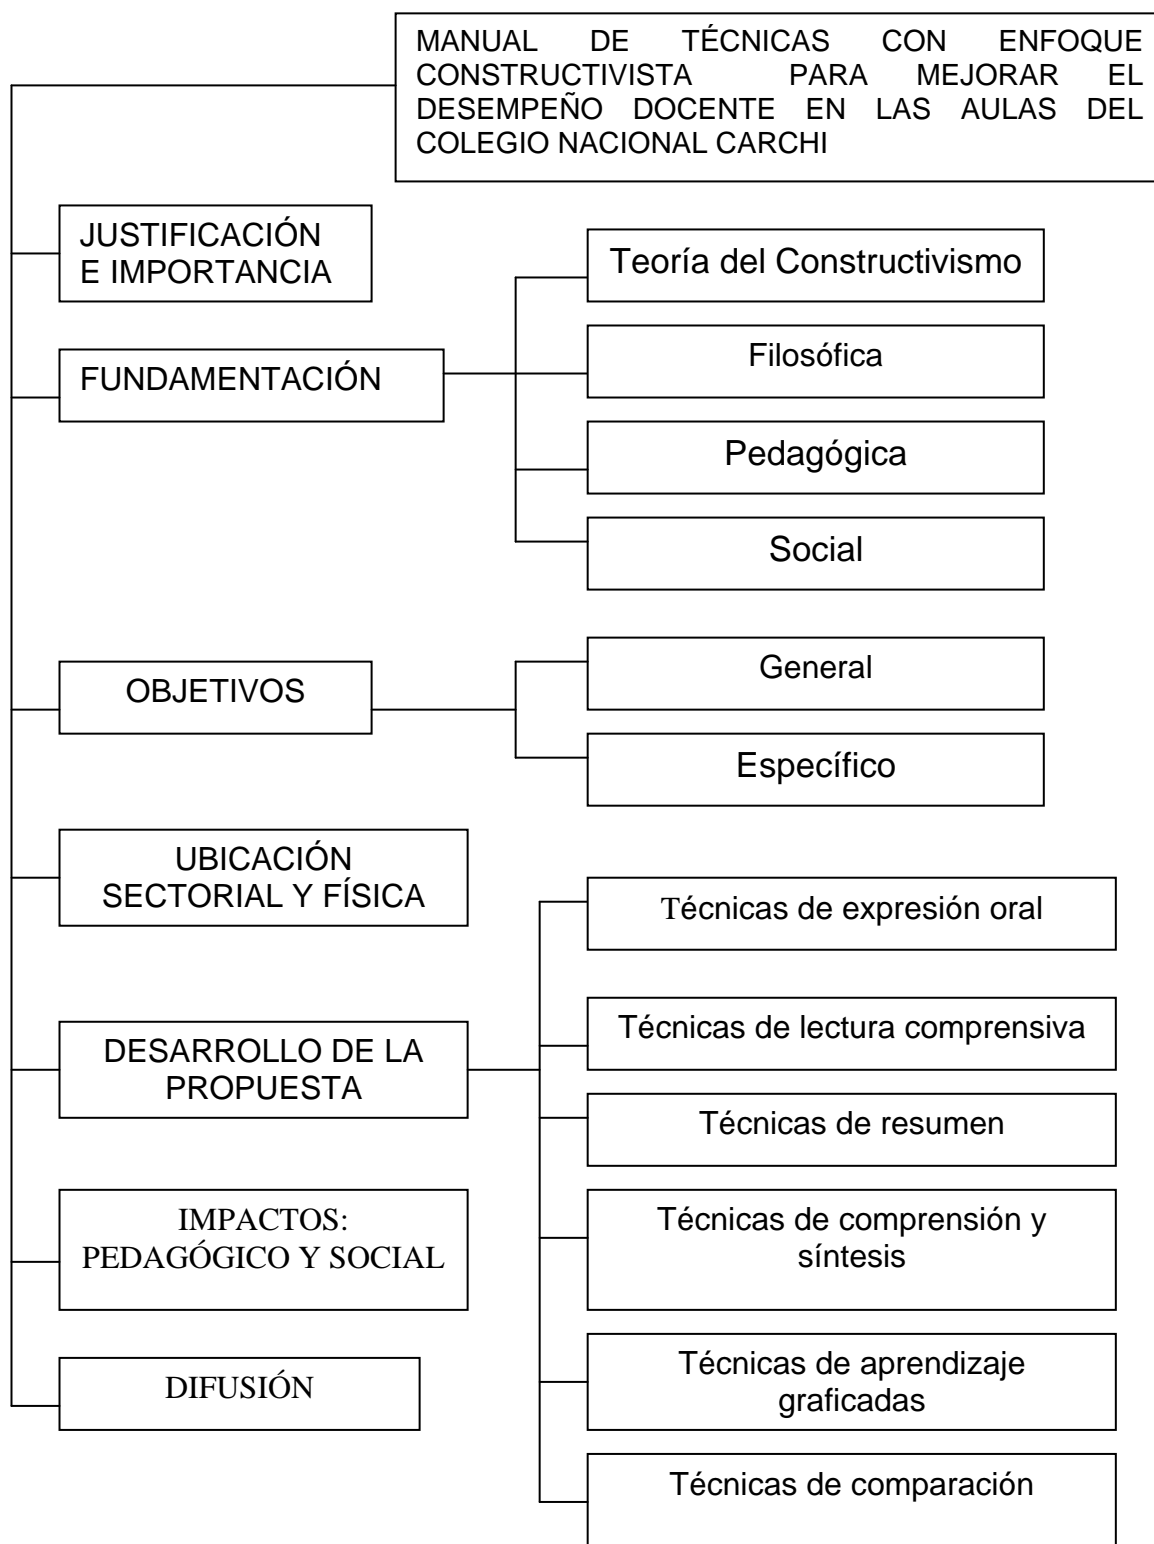 MANUAL DE TÉCNICAS CON ENFOQUE
CONSTRUCTIVISTA PARA MEJORAR EL
DESEMPEÑO DOCENTE EN LAS AULAS DEL
COLEGIO NACIONAL CARCHI
JUSTIFICACIÓN
E IMPORTANCIA
FUNDAMENTACIÓN
Teoría del Constructivismo
Filosófica
Pedagógica
Social
OBJETIVOS
General
Específico
UBICACIÓN
SECTORIAL Y FÍSICA
DESARROLLO DE LA
PROPUESTA
Técnicas de expresión oral
Técnicas de lectura comprensiva
Técnicas de resumen
Técnicas de comprensión y
síntesis
Técnicas de aprendizaje
graficadas
Técnicas de comparación
IMPACTOS:
PEDAGÓGICO Y SOCIAL
DIFUSIÓN